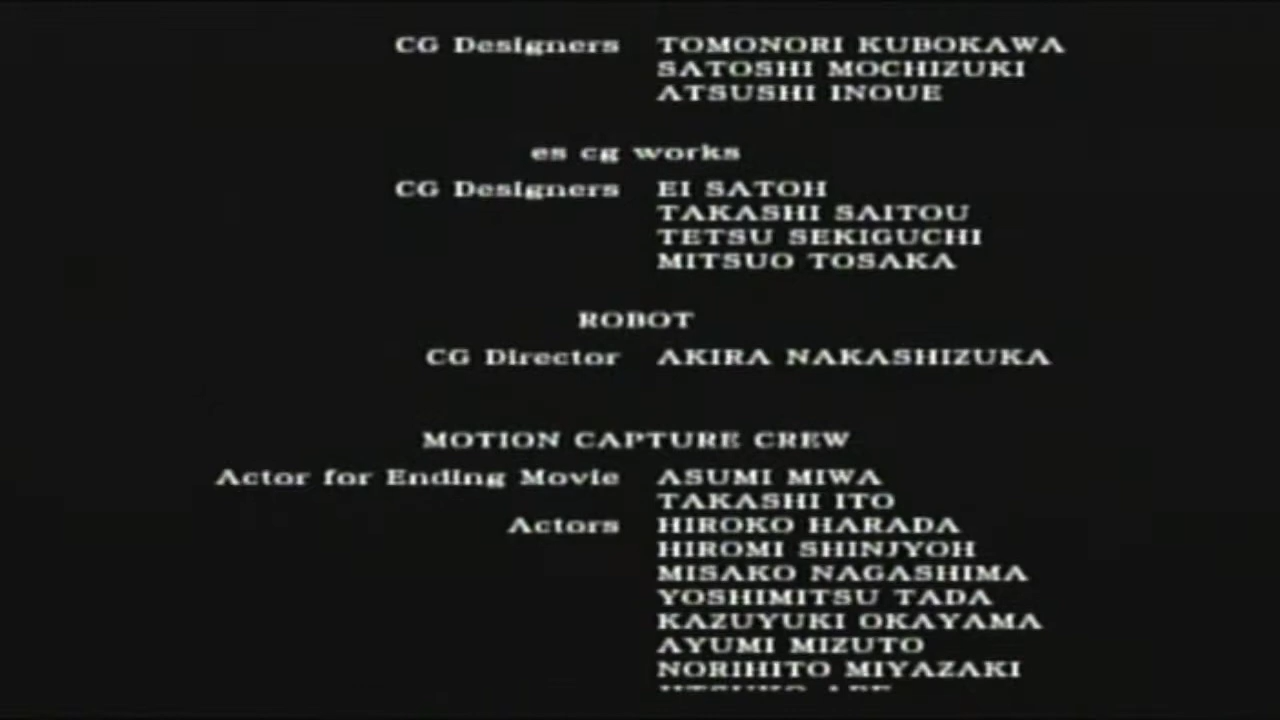 CG Designers TOMONORI KUBOKAWA
SATOSHI MOCHIZUKI
ATSUSHI INOUE
es cg works
CG Designers EI SATOH
TAKASHI SAITOU
TETSU SEKIGUCHI
MITSUO TOSAKA
ROBOT
CG Director AKIRA NAKASHIZUKA
MOTION CAPTURE CREW
Actor for Ending Movie ASUMI MIWA
TAKASHI ITO
Actors HIROKO HARADA
HIROMI SHINJYOH
MISAKO NAGASHIMA
YOSHIMITSU TADA
KAZUYUKI OKAYAMA
AYUMI MIZUTO
NORIHITO MIYAZAKI